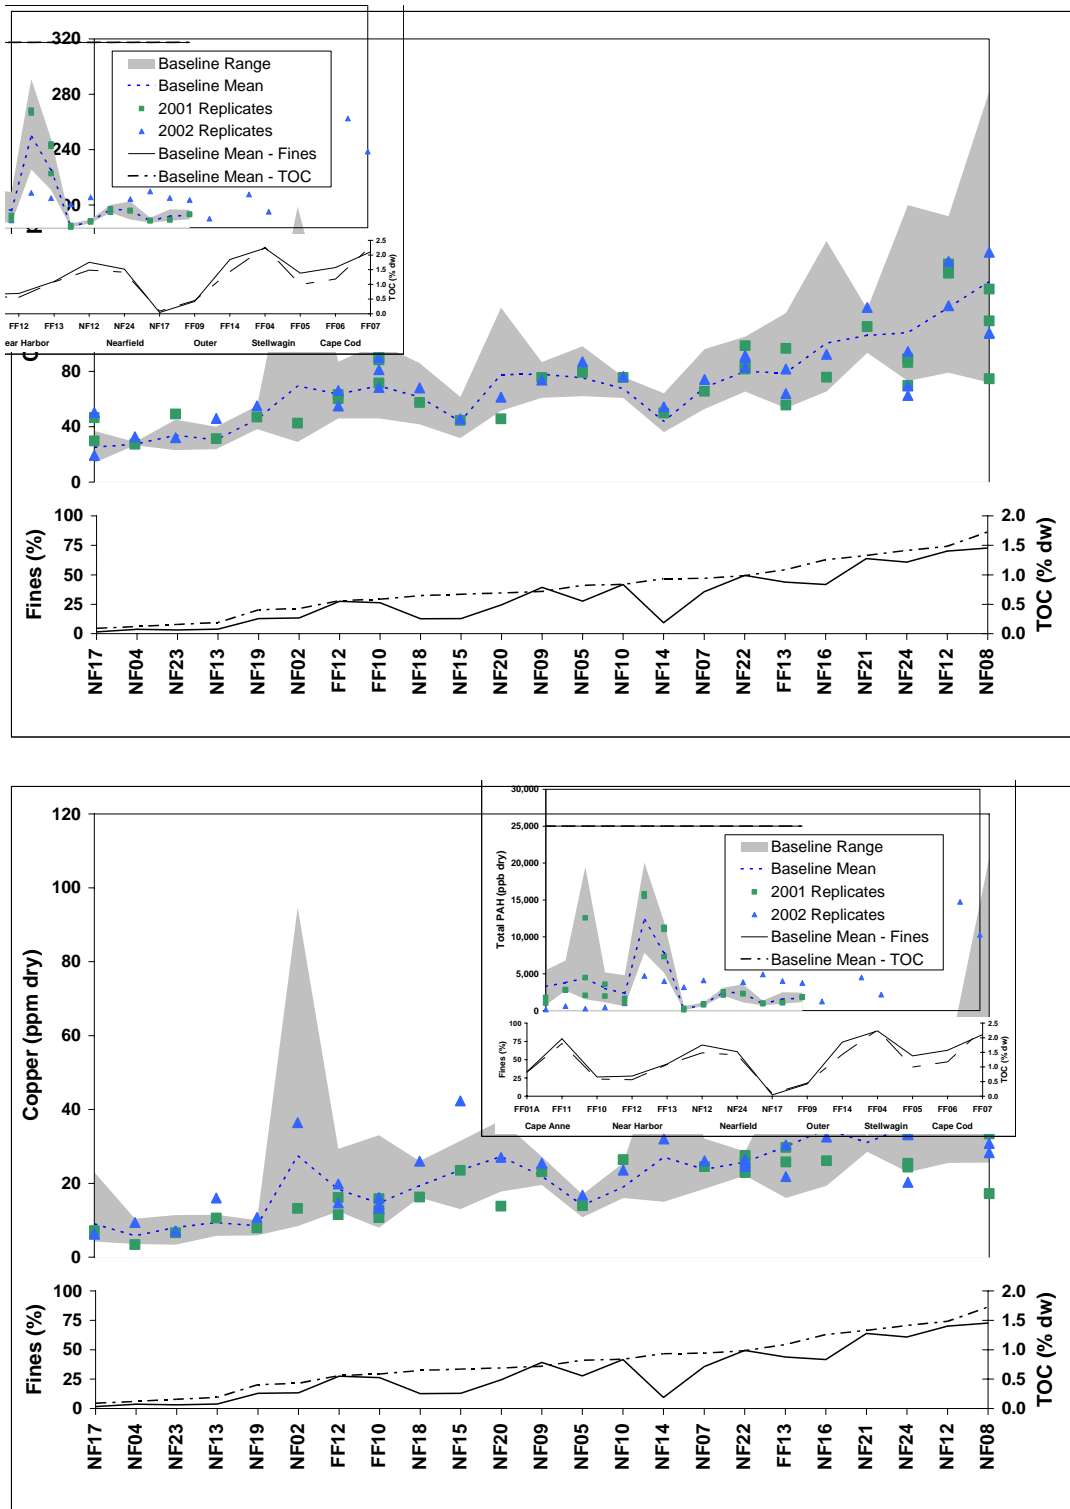 320
280
240
200
80
40
0
Baseline Range
Baseline Mean
2001 Replicates
2002 Replicates
Baseline Mean - Fines
Baseline Mean - TOC
2.5
2.0
1.5
1.0
0.5
0.0
TOC (% dw)
FF12 FF13 NF12 NF24 NF17 FF09 FF14 FF04 FF05 FF06 FF07
ear Harbor Nearfield Outer Stellwagin Cape Cod
Fines (%)
100
75
50
25
0
2.0
1.5
1.0
0.5
0.0
TOC (% dw)
NF17 NF04 NF23 NF13 NF19 NF02 FF12 FF10 NF18 NF15 NF20 NF09 NF05 NF10 NF14 NF07 NF22 FF13 NF16 NF21 NF24 NF12 NF08
Copper (ppm dry)
120
100
80
60
40
20
0
Total PAH (ppb dry)
30,000
25,000
20,000
15,000
10,000
5,000
0
Baseline Range
Baseline Mean
2001 Replicates
2002 Replicates
Baseline Mean - Fines
Baseline Mean - TOC
Fines (%)
100
75
50
25
0
2.5
2.0
1.5
1.0
0.5
0.0
TOC (% dw)
FF01A FF11 FF10 FF12 FF13 NF12 NF24 NF17 FF09 FF14 FF04 FF05 FF06 FF07
Cape Anne Near Harbor Nearfield Outer Stellwagin Cape Cod
Fines (%)
100
75
50
25
0
2.0
1.5
1.0
0.5
0.0
TOC (% dw)
NF17 NF04 NF23 NF13 NF19 NF02 FF12 FF10 NF18 NF15 NF20 NF09 NF05 NF10 NF14 NF07 NF22 FF13 NF16 NF21 NF24 NF12 NF08